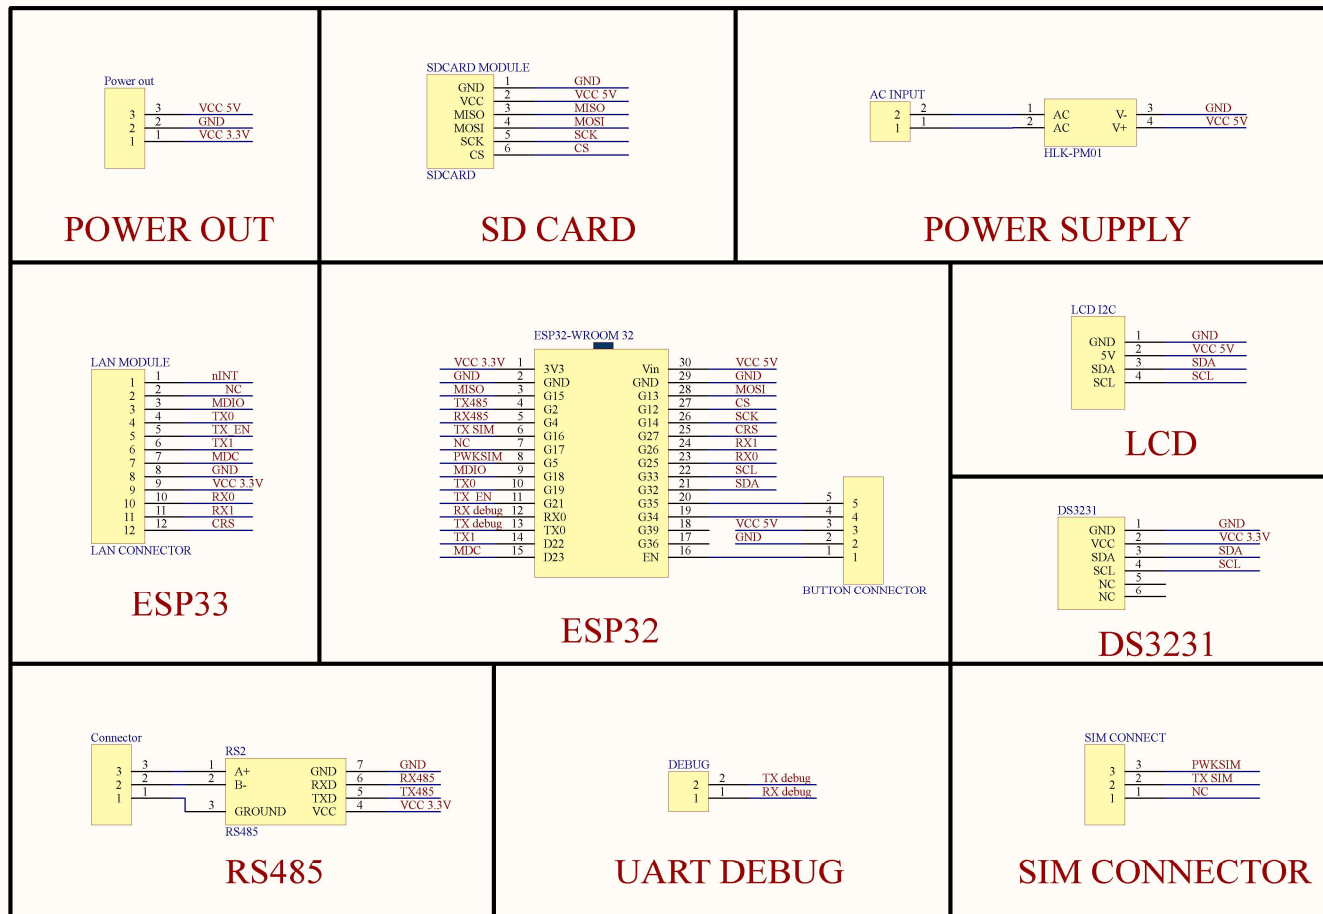 Power out
3 3 VCC 5V
2 2 GND
1 1 VCC 3.3V
POWER OUT
SDCARD MODULE
GND 1 GND
VCC 2 VCC 5V
MISO 3 MISO
MOSI 4 MOSI
SCK 5 SCK
CS 6 CS
SDCARD
SD CARD
AC INPUT
2 2 1 AC V- 3 GND
1 1 2 AC V+ 4 VCC 5V
HLK-PM01
POWER SUPPLY
LAN MODULE
1 1 nINT
2 2 NC
3 3 MDIO
4 4 TX0
5 5 TX_EN
6 6 TX1
7 7 MDC
8 8 GND
9 9 VCC 3.3V
10 10 RX0
11 11 RX1
12 12 CRS
LAN CONNECTOR
ESP33
ESP32-WROOM 32
VCC 3.3V 1 3V3 Vin 30 VCC 5V
GND 2 GND GND 29 GND
MISO 3 G15 G13 28 MOSI
TX485 4 G2 G12 27 CS
RX485 5 G4 G14 26 SCK
TX SIM 6 G16 G27 25 CRS
NC 7 G17 G26 24 RX1
PWKSIM 8 G5 G25 23 RX0
MDIO 9 G18 G33 22 SCL
TX0 10 G19 G32 21 SDA
TX_EN 11 G21 G35 20 5 5
RX debug 12 RX0 G34 19 4 4
TX debug 13 TX0 G39 18 VCC 5V 3 3
TX1 14 D22 G36 17 GND 2 2
MDC 15 D23 EN 16 1 1
BUTTON CONNECTOR
ESP32
LCD I2C
GND 1 GND
5V 2 VCC 5V
SDA 3 SDA
SCL 4 SCL
LCD
DS3231
GND 1 GND
VCC 2 VCC 3.3V
SDA 3 SDA
SCL 4 SCL
NC 5
NC 6
DS3231
Connector
RS2
3 3 1 A+ GND 7 GND
2 2 2 B- RXD 6 RX485
1 1 TXD 5 TX485
3 GROUND VCC 4 VCC 3.3V
RS485
RS485
DEBUG
2 2 TX debug
1 1 RX debug
UART DEBUG
SIM CONNECT
3 3 PWKSIM
2 2 TX SIM
1 1 NC
SIM CONNECTOR